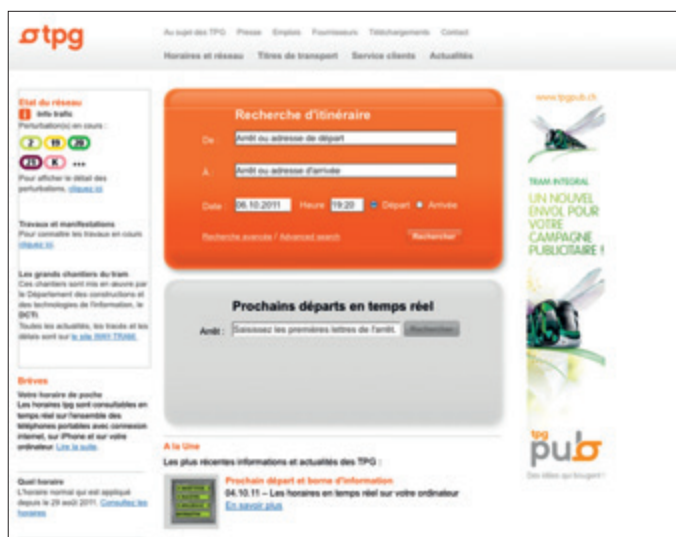 tpg
Au sujet des TPG Presse Emplois Fournisseurs Téléchargements Contact
Horaires et réseau Titres de transport Service clients Actualités
Etat du réseau
Info trafic
Perturbation(s) en cours :
2 19 20
K ...
Pour afficher le détail des
perturbations, cliquez ici
Travaux et manifestations
Pour connaître les travaux en cours
cliquez ici.
Les grands chantiers du tram
Ces chantiers sont mis en œuvre par
le Département des constructions et
des technologies de l'information, le
DCTI.
Toutes les actualités, les tracés et les
délais sont sur le site WAY-TRAM.
Brèves
Votre horaire de poche
Les horaires tpg sont consultables en
temps réel sur l'ensemble des
téléphones portables avec connexion
internet, sur iPhone et sur votre
ordinateur. Lire la suite.
Quel horaire
L'horaire normal qui est appliqué
depuis le 29 août 2011. Consultez les
horaires
Recherche d'itinéraire
De : Arrêt ou adresse de départ
A : Arrêt ou adresse d'arrivée
Date 06.10.2011 Heure 19:20 Départ Arrivée
Recherche avancée / Advanced search Rechercher
Prochains départs en temps réel
Arrêt : Saisissez les premières lettres de l'arrêt. Rechercher
A la Une
Les plus récentes informations et actualités des TPG :
Prochain départ et borne d'information
04.10.11 – Les horaires en temps réel sur votre ordinateur
En savoir plus
www.tpgpub.ch
TRAM INTEGRAL
UN NOUVEL
ENVOL POUR
VOTRE
CAMPAGNE
PUBLICITAIRE !
tpg
pub
Des idées qui bougent !